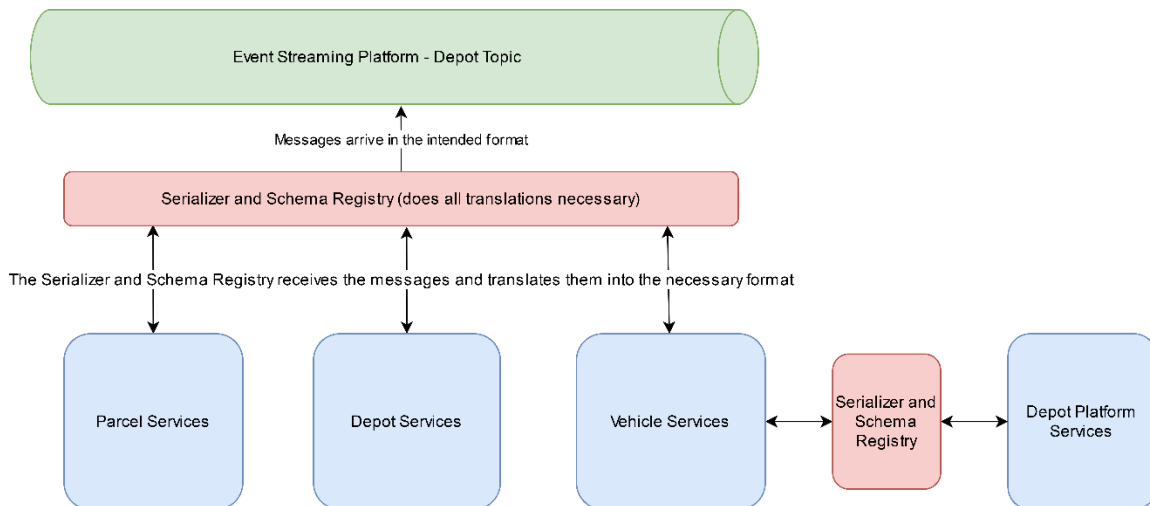 Event Streaming Platform - Depot Topic
Messages arrive in the intended format
Serializer and Schema Registry (does all translations necessary)
The Serializer and Schema Registry receives the messages and translates them into the necessary format
Parcel Services
Depot Services
Vehicle Services
Serializer and
Schema
Registry
Depot Platform
Services